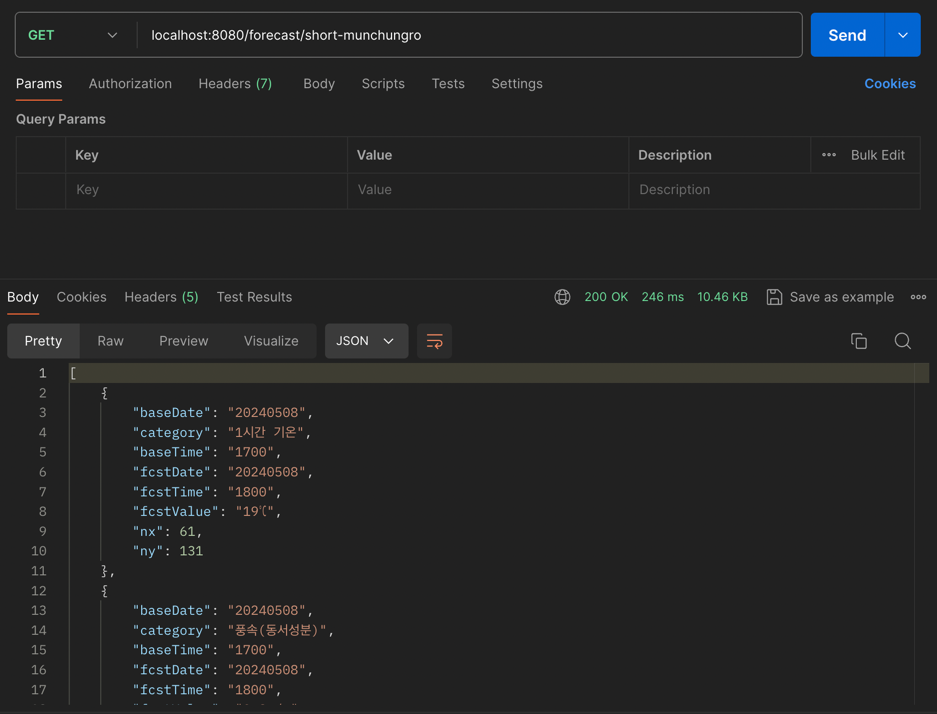 GET localhost:8080/forecast/short-munchungro Send
Params Authorization Headers (7) Body Scripts Tests Settings Cookies
Query Params
Key Value Description ••• Bulk Edit
Key Value Description
Body Cookies Headers (5) Test Results 200 OK 246 ms 10.46 KB Save as example
Pretty Raw Preview Visualize JSON
1 [
2 {
3 "baseDate": "20240508",
4 "category": "1시간 기온",
5 "baseTime": "1700",
6 "fcstDate": "20240508",
7 "fcstTime": "1800",
8 "fcstValue": "19℃",
9 "nx": 61,
10 "ny": 131
11 },
12 {
13 "baseDate": "20240508",
14 "category": "풍속(동서성분)",
15 "baseTime": "1700",
16 "fcstDate": "20240508",
17 "fcstTime": "1800",